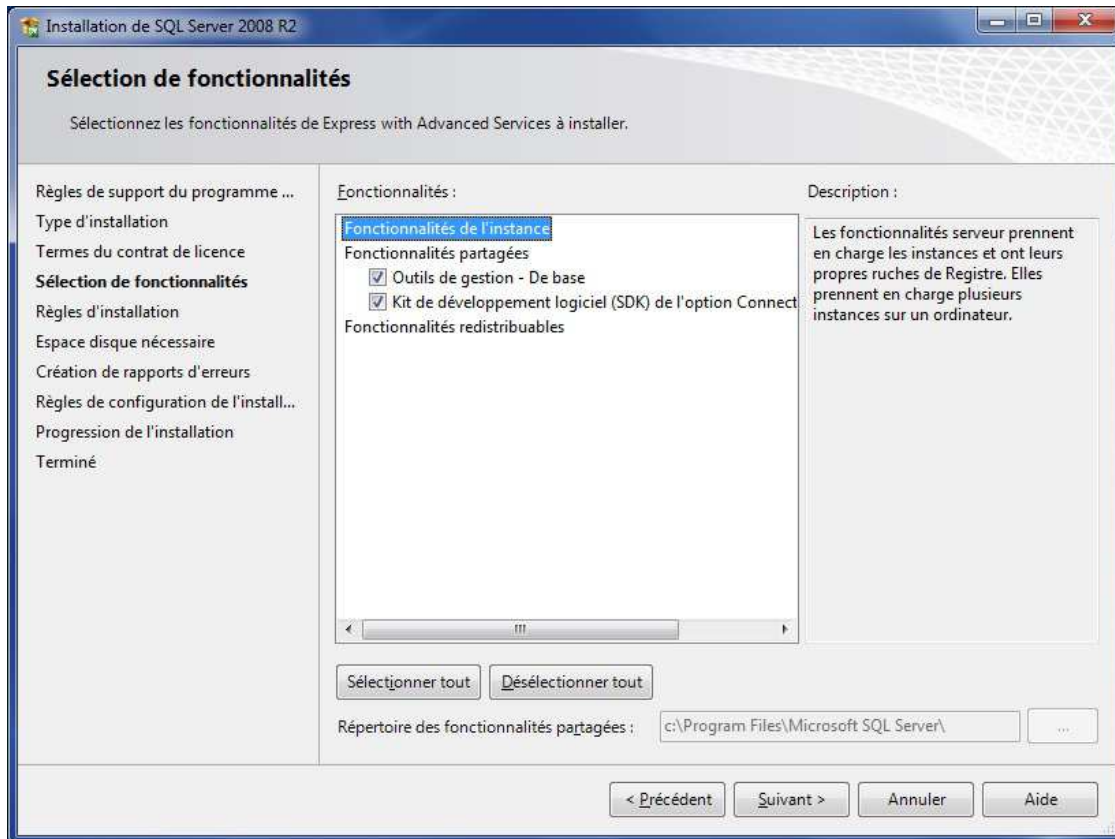 Installation de SQL Server 2008 R2
Sélection de fonctionnalités
Sélectionnez les fonctionnalités de Express with Advanced Services à installer.
Règles de support du programme ...
Type d'installation
Termes du contrat de licence
Sélection de fonctionnalités
Règles d'installation
Espace disque nécessaire
Création de rapports d'erreurs
Règles de configuration de l'install...
Progression de l'installation
Terminé
Fonctionnalités :
Fonctionnalités de l'instance
Fonctionnalités partagées
Outils de gestion - De base
Kit de développement logiciel (SDK) de l'option Connect
Fonctionnalités redistribuables
Description :
Les fonctionnalités serveur prennent
en charge les instances et ont leurs
propres ruches de Registre. Elles
prennent en charge plusieurs
instances sur un ordinateur.
Sélectionner tout
Désélectionner tout
Répertoire des fonctionnalités partagées :
c:\Program Files\Microsoft SQL Server\
...
< Précédent
Suivant >
Annuler
Aide